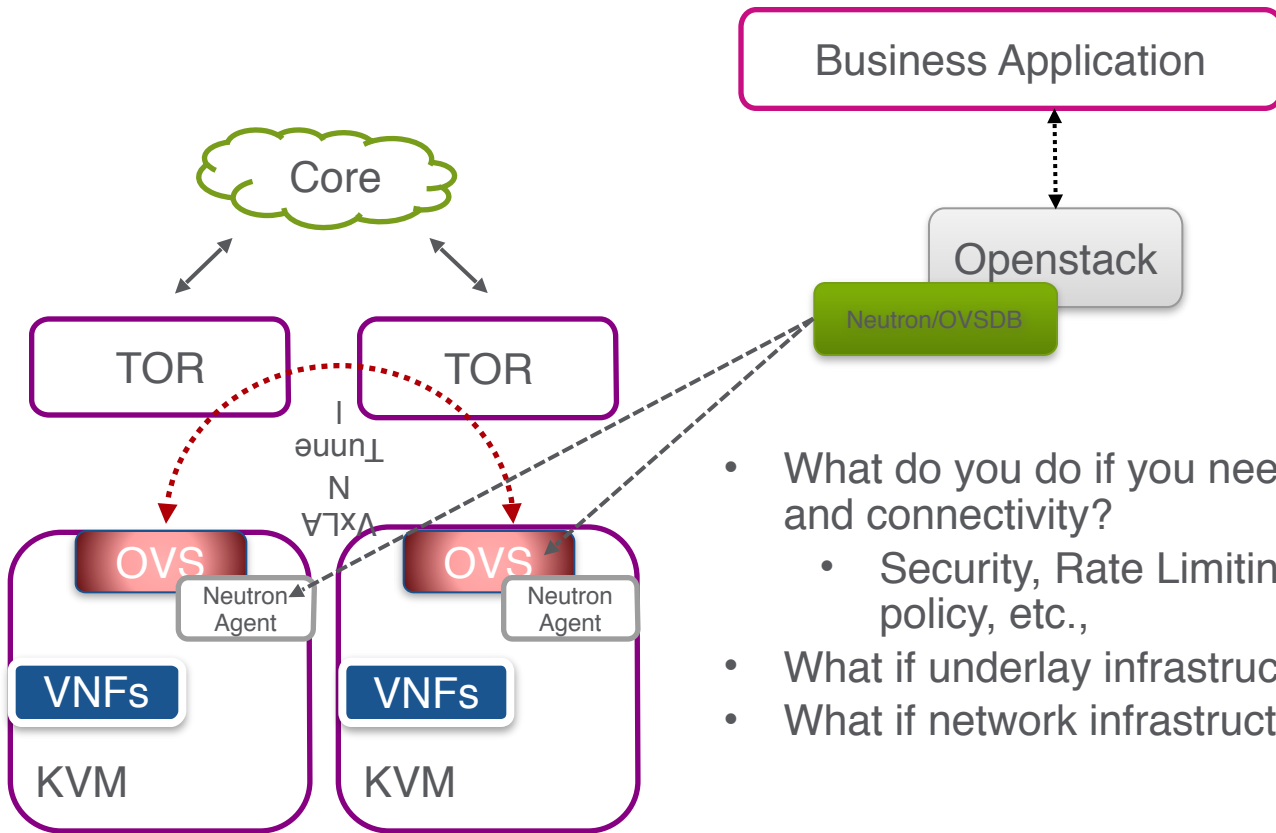 Business Application
Core
Openstack
Neutron/OVSDB
TOR
TOR
VxLA
N
Tunne
l
OVS
Neutron
Agent
OVS
Neutron
Agent
VNFs
VNFs
KVM
KVM
• What do you do if you nee
and connectivity?
• Security, Rate Limitin
policy, etc.,
• What if underlay infrastruc
• What if network infrastruct